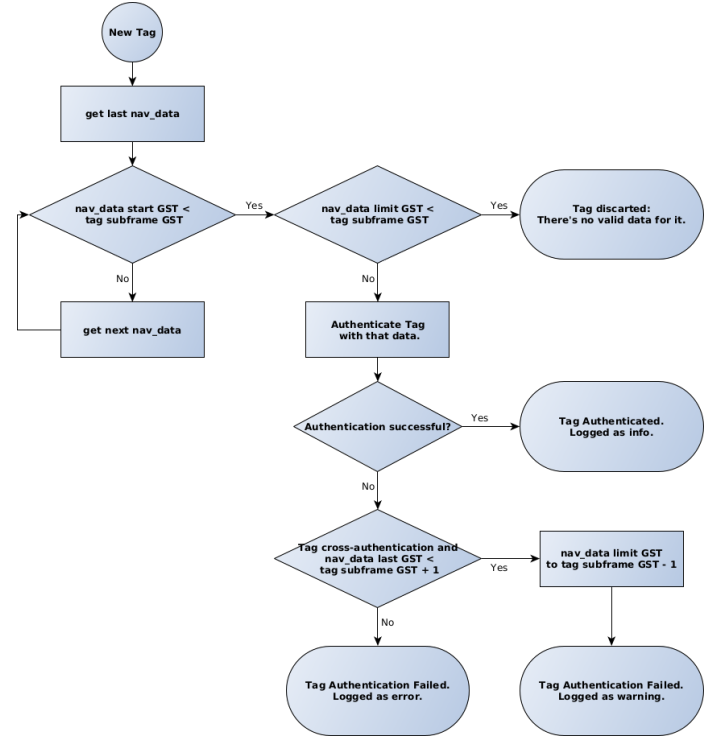 New Tag
get last nav_data
nav_data start GST <
tag subframe GST
Yes
nav_data limit GST <
tag subframe GST
Yes
Tag discarted:
There's no valid data for it.
No
get next nav_data
No
Authenticate Tag
with that data.
Authentication successful?
Yes
Tag Authenticated.
Logged as info.
No
Tag cross-authentication and
nav_data last GST <
tag subframe GST + 1
Yes
nav_data limit GST
to tag subframe GST - 1
No
Tag Authentication Failed.
Logged as error.
Tag Authentication Failed.
Logged as warning.